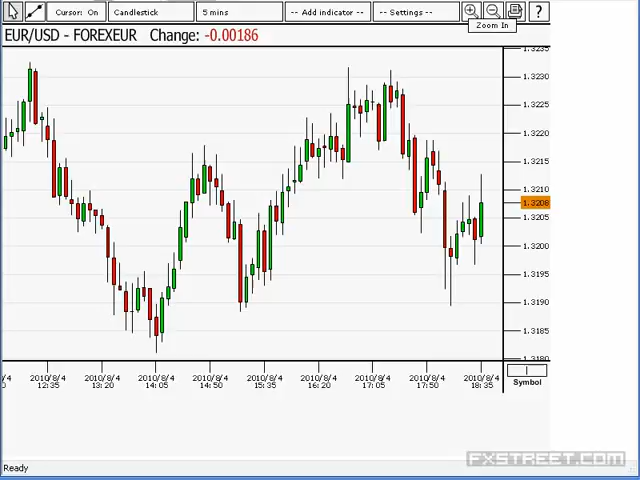 Cursor: On Candlestick 5 mins -- Add indicator -- -- Settings -- ?
Zoom In
EUR/USD - FOREXEUR Change: -0.00186
1.3235
1.3230
1.3225
1.3220
1.3215
1.3210
1.3208
1.3205
1.3200
1.3195
1.3190
1.3185
1.3180
8/4 2010/8/4 2010/8/4 2010/8/4 2010/8/4 2010/8/4 2010/8/4 2010/8/4 2010/8/4 2010/8/4
0 12:35 13:20 14:05 14:50 15:35 16:20 17:05 17:50 18:35
Symbol
FXSTREET.COM
Ready